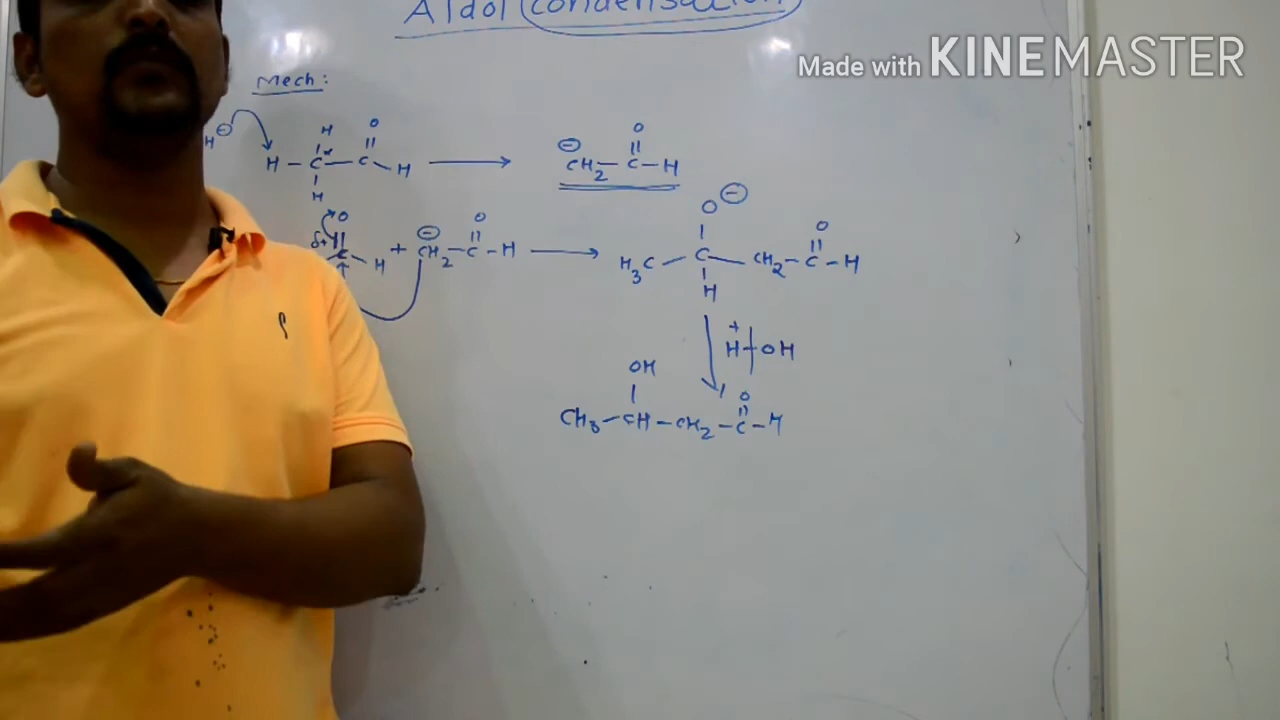 Aldol condensation
Made with KINEMASTER
Mech:
H ⊖
H O
H – C – C – H
H
⟶
⊖ O
CH₂ – C – H
O
δ+ C H
+
⊖ O
CH₂ – C – H
⟶
O ⊖
O
H₃C – C – CH₂ – C – H
H
+
H OH
OH O
CH₃ – CH – CH₂ – C – H